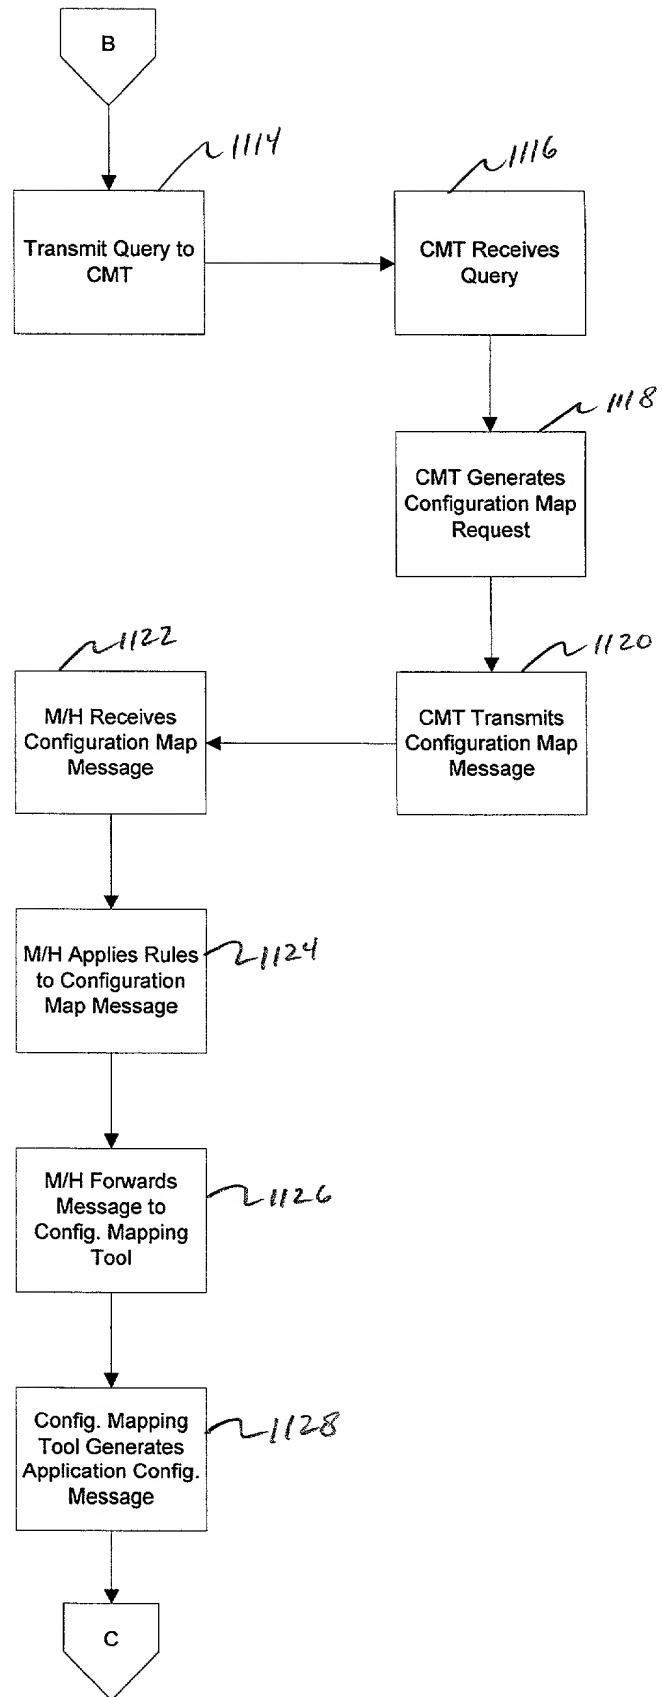 B
1114
Transmit Query to
CMT
1116
CMT Receives
Query
1118
CMT Generates
Configuration Map
Request
1120
CMT Transmits
Configuration Map
Message
1122
M/H Receives
Configuration Map
Message
M/H Applies Rules
to Configuration
Map Message
1124
M/H Forwards
Message to
Config. Mapping
Tool
1126
Config. Mapping
Tool Generates
Application Config.
Message
1128
C